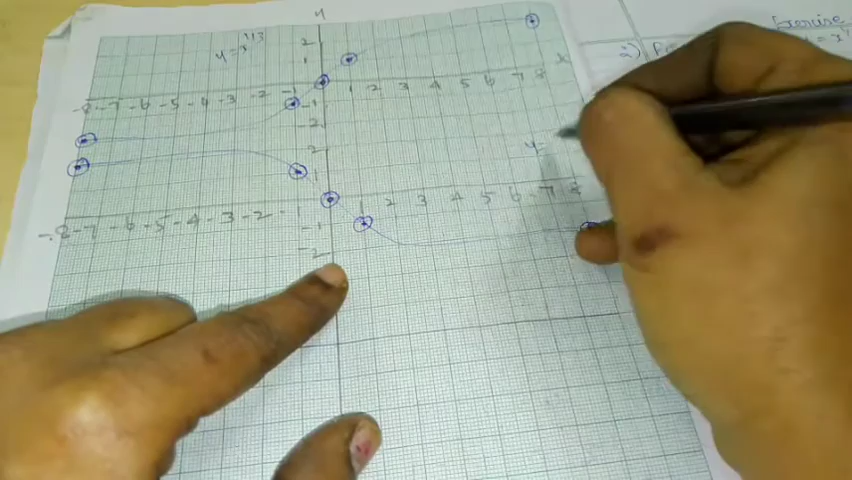 y
y = x^1/3
2
1
-8 -7 -6 -5 -4 -3 -2 -1 1 2 3 4 5 6 7 8 x
-1
-2
y=
2
1
-8 -7 -6 -5 -4 -3 -2 -1 1 2 3 4 5 6 7 8
-1
-2
Exercise
2)